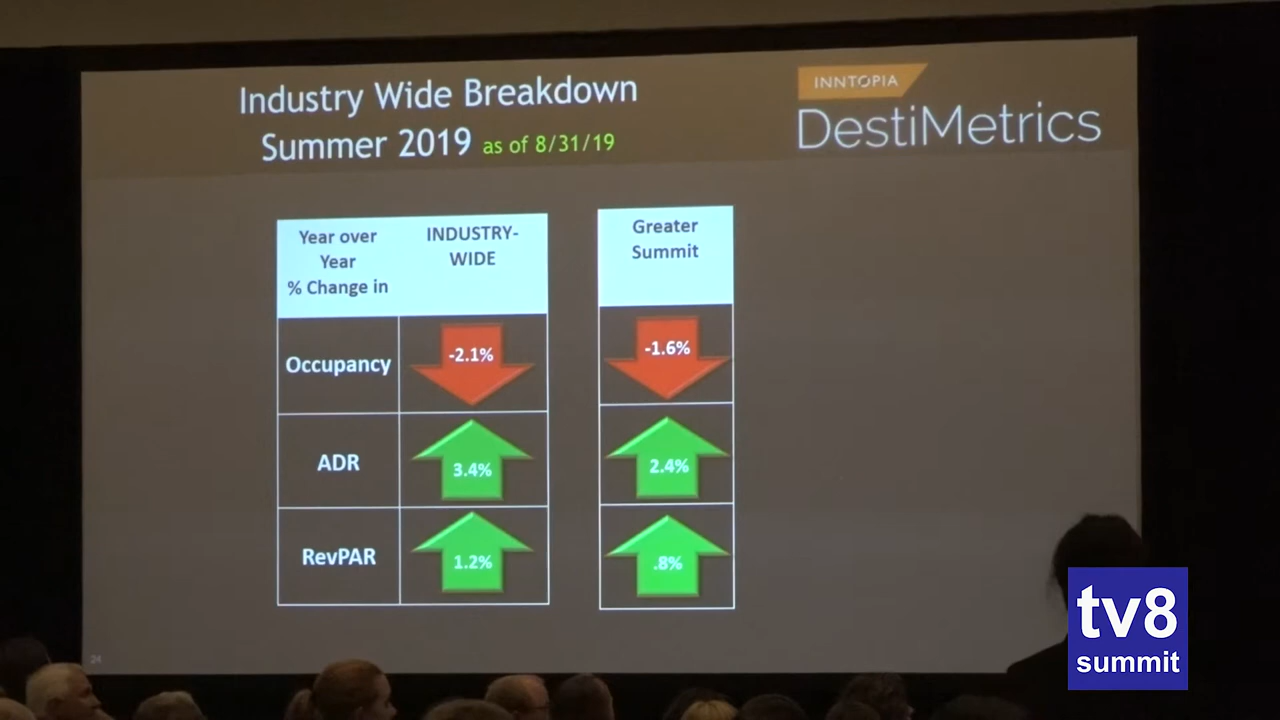 Industry Wide Breakdown
Summer 2019 as of 8/31/19
INNTOPIA
DestiMetrics
Year over
Year
% Change in
INDUSTRY-
WIDE
Greater
Summit
Occupancy
-2.1%
-1.6%
ADR
3.4%
2.4%
RevPAR
1.2%
.8%
24
tv8
summit